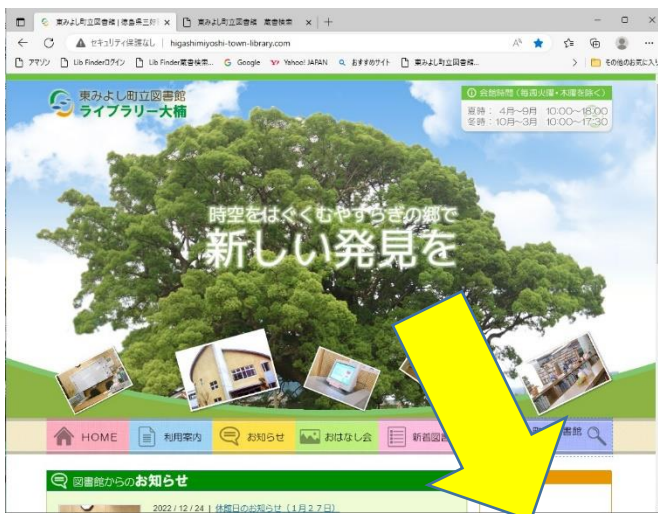 東みよし町立図書館 | 徳島県三好
東みよし町立図書館 蔵書検索
セキュリティ保護なし | higashimiyoshi-town-library.com
アマゾン
Lib Finderログイン
Lib Finder蔵書検索...
Google
Yahoo! JAPAN
おすすめサイト
東みよし町立図書館...
その他のお気に入り
東みよし町立図書館
ライブラリー大楠
会館時間(毎週火曜・木曜を除く)
夏時: 4月~9月 10:00~18:00
冬時:10月~3月 10:00~17:30
時空をはぐくむやすらぎの郷で
新しい発見を
HOME
利用案内
お知らせ
おはなし会
新着図書
書館
図書館からのお知らせ
2022 / 12 / 24 | 休館日のお知らせ(1月27日)